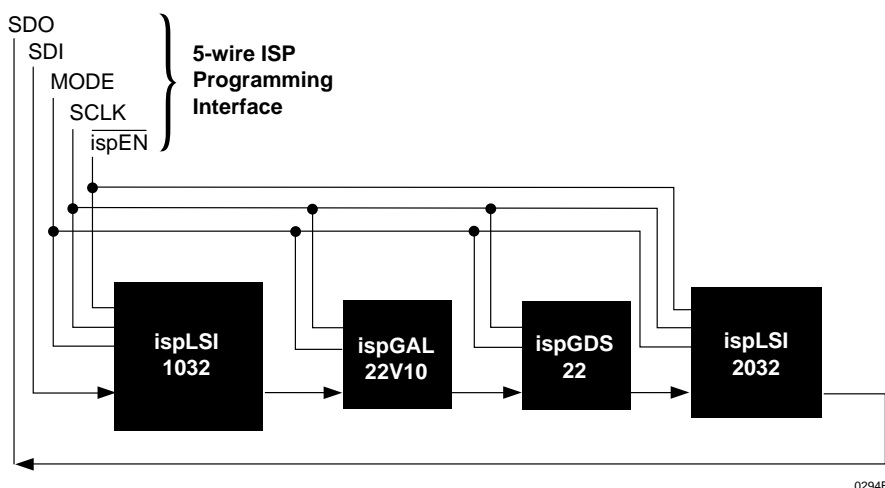 SDO
SDI
MODE
SCLK
ispEN
5-wire ISP
Programming
Interface
ispLSI
1032
ispGAL
22V10
ispGDS
22
ispLSI
2032